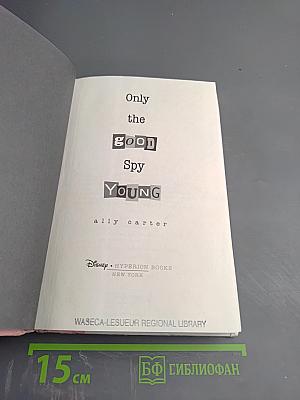 Only
the
GOOD
Spy
YOUNG
ally carter
Disney • HYPERION BOOKS
NEW YORK
WASECA-LESUEUR REGIONAL LIBRARY
15 см
БФ БИБЛИОФАН